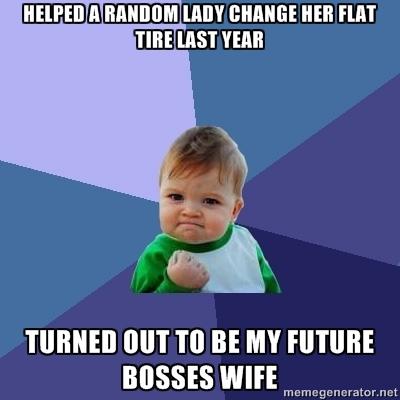 HELPED A RANDOM LADY CHANGE HER FLAT
TIRE LAST YEAR
TURNED OUT TO BE MY FUTURE
BOSSES WIFE
memegenerator.net